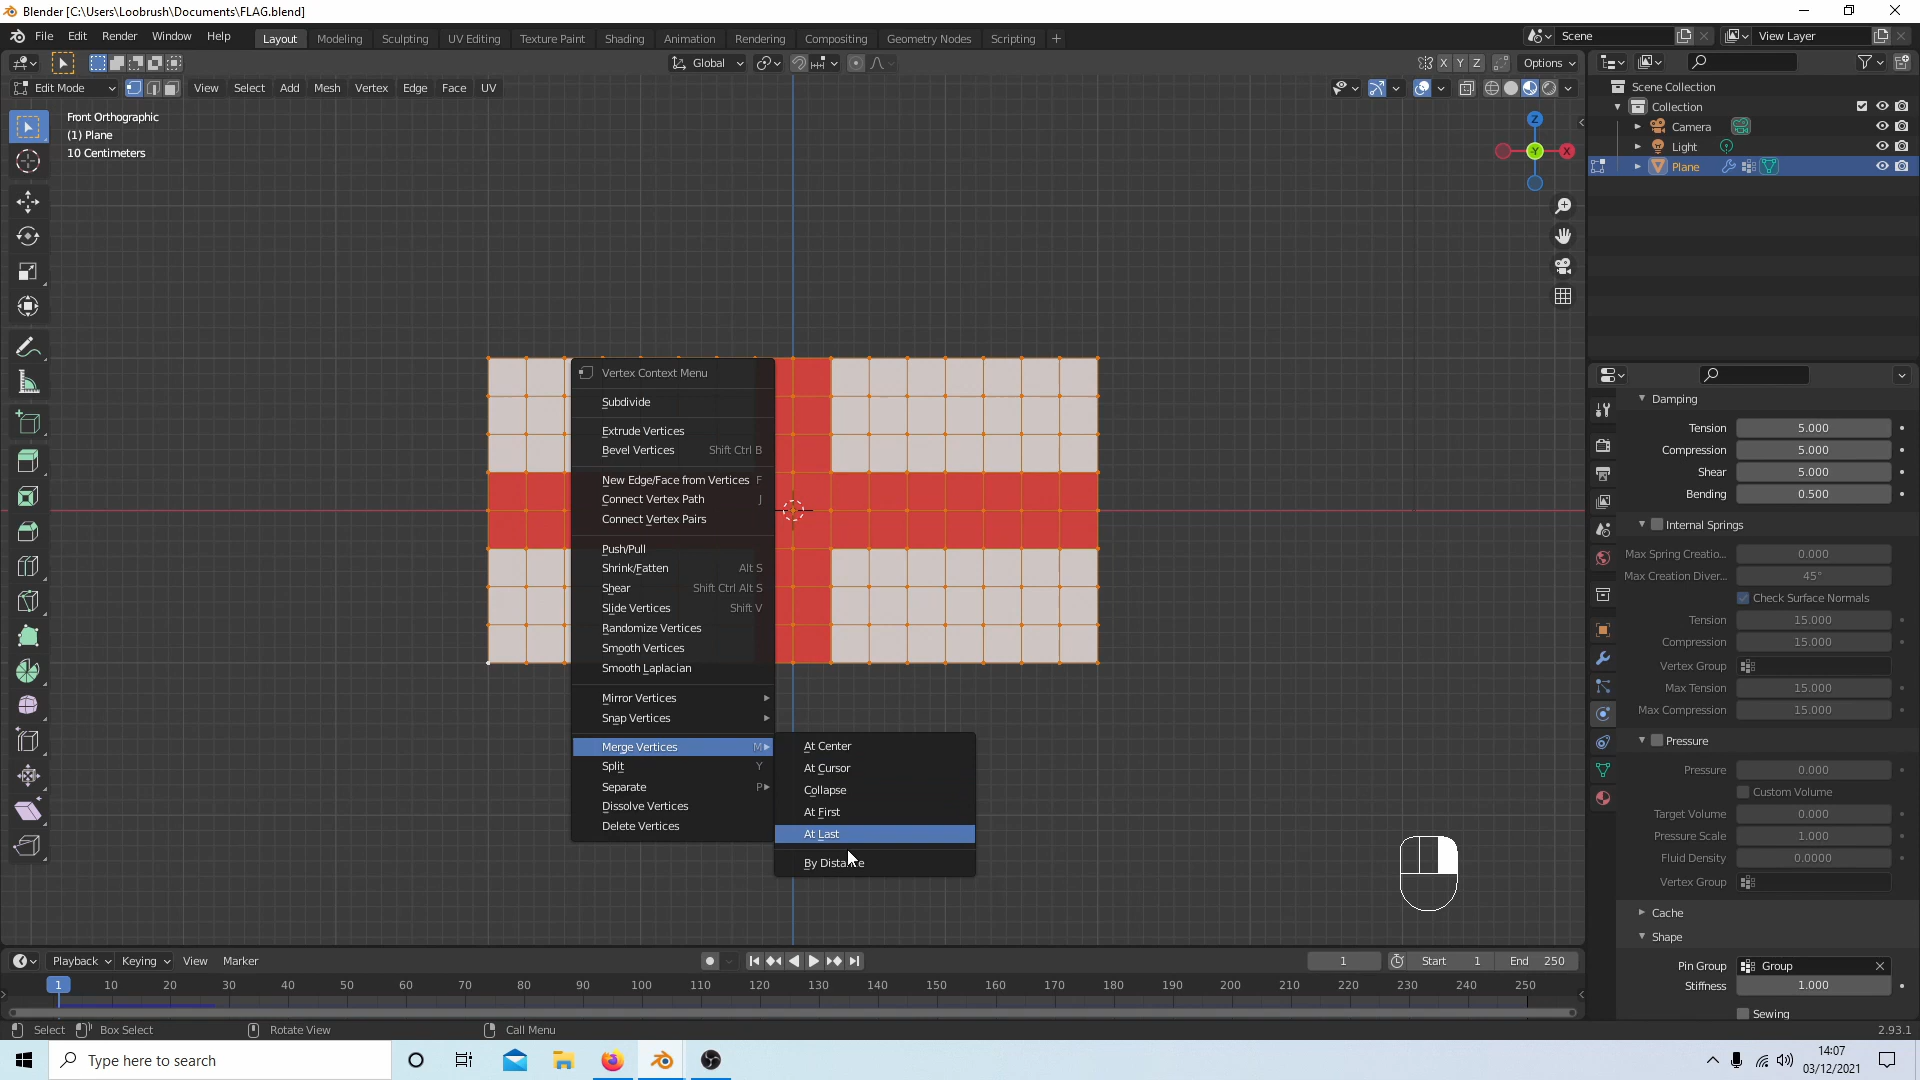 Blender [C:\Users\Loobrush\Documents\FLAG.blend]
File Edit Render Window Help
Layout Modeling Sculpting UV Editing Texture Paint Shading Animation Rendering Compositing Geometry Nodes Scripting +
Scene
View Layer
Global
X Y Z
Options
Edit Mode View Select Add Mesh Vertex Edge Face UV
Front Orthographic
(1) Plane
10 Centimeters
Z
Y
X
Scene Collection
Collection
Camera
Light
Plane
Vertex Context Menu
Subdivide
Extrude Vertices
Bevel Vertices Shift Ctrl B
New Edge/Face from Vertices F
Connect Vertex Path J
Connect Vertex Pairs
Push/Pull
Shrink/Fatten Alt S
Shear Shift Ctrl Alt S
Slide Vertices Shift V
Randomize Vertices
Smooth Vertices
Smooth Laplacian
Mirror Vertices
Snap Vertices
Merge Vertices M
Split Y
Separate P
Dissolve Vertices
Delete Vertices
At Center
At Cursor
Collapse
At First
At Last
By Distance
Damping
Tension 5.000
Compression 5.000
Shear 5.000
Bending 0.500
Internal Springs
Max Spring Creatio... 0.000
Max Creation Diver... 45°
Check Surface Normals
Tension 15.000
Compression 15.000
Vertex Group
Max Tension 15.000
Max Compression 15.000
Pressure
Pressure 0.000
Custom Volume
Target Volume 0.000
Pressure Scale 1.000
Fluid Density 0.0000
Vertex Group
Cache
Shape
Pin Group Group
Stiffness 1.000
Sewing
Playback Keying View Marker
1
Start 1 End 250
1 10 20 30 40 50 60 70 80 90 100 110 120 130 140 150 160 170 180 190 200 210 220 230 240 250
Select Box Select Rotate View Call Menu
2.93.1
Type here to search
14:07
03/12/2021